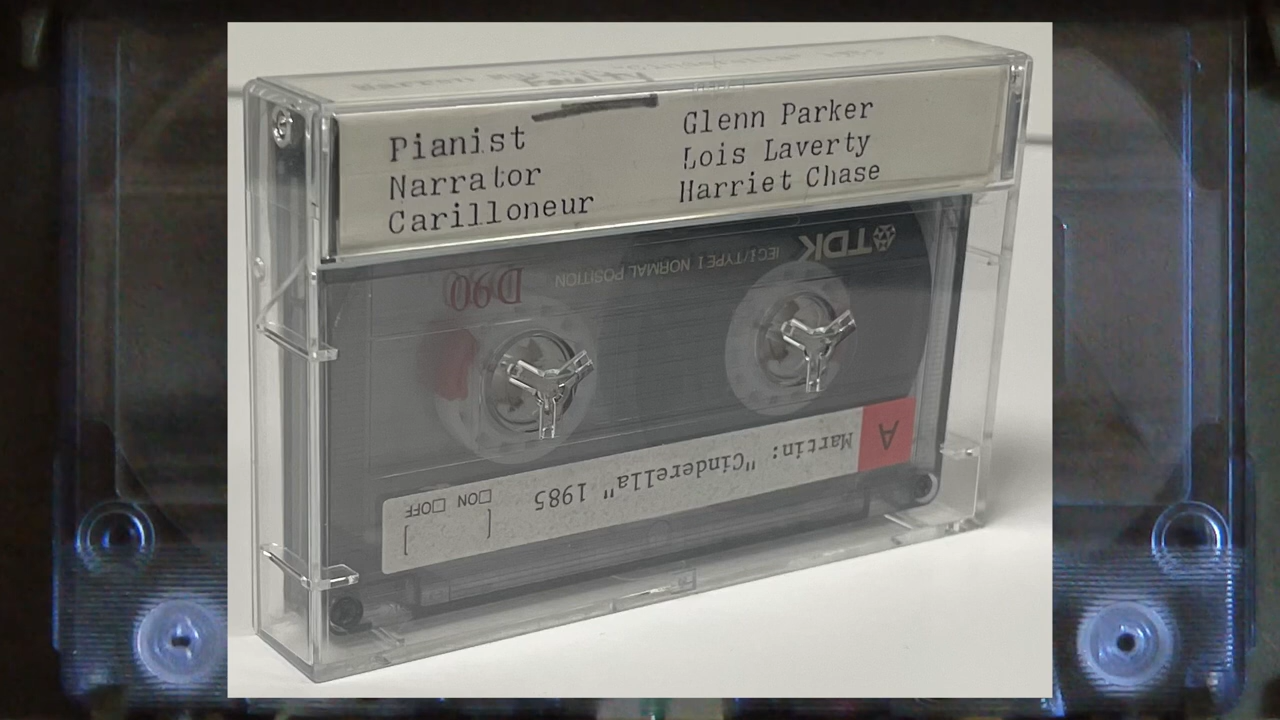 Pianist
Narrator
Carilloneur
Glenn Parker
Lois Laverty
Harriet Chase
TDK
IECI/TYPE I NORMAL POSITION
D90
A
Martin: "Cinderella" 1985
□ON □OFF
[ ]